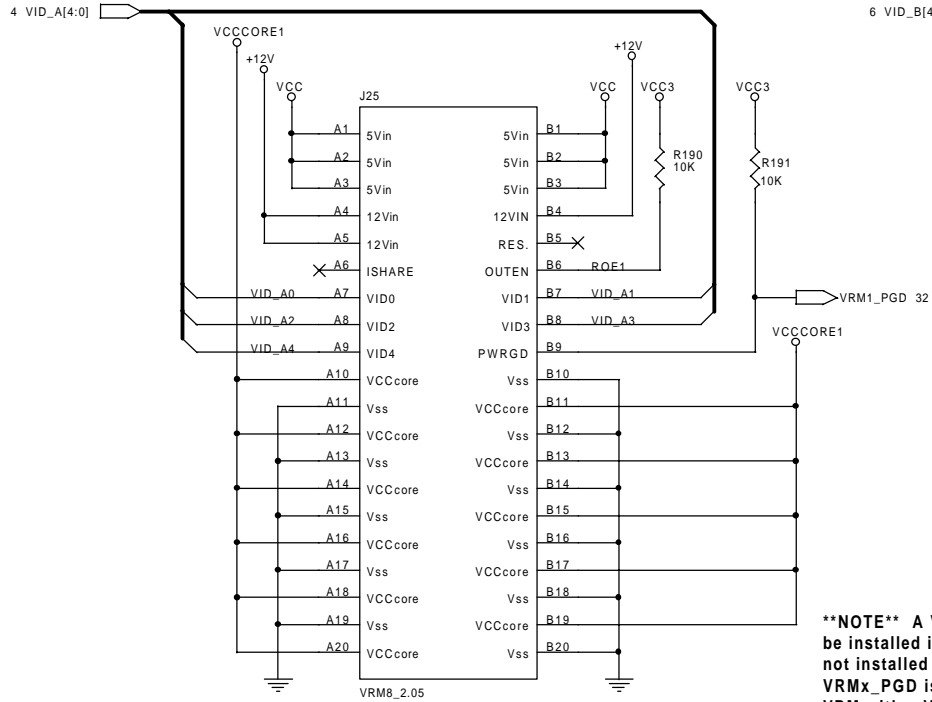 4 VID_A[4:0]
6 VID_B[4
VCCCORE1
+12V
VCC
J25
VCC
+12V
VCC3
VCC3
R190
10K
R191
10K
A1 5Vin 5Vin B1
A2 5Vin 5Vin B2
A3 5Vin 5Vin B3
A4 12Vin 12VIN B4
A5 12Vin RES. B5
A6 ISHARE OUTEN B6 ROE1
VID_A0 A7 VID0 VID1 B7 VID_A1
VID_A2 A8 VID2 VID3 B8 VID_A3
VID_A4 A9 VID4 PWRGD B9
VRM1_PGD 32
VCCCORE1
A10 VCCcore Vss B10
A11 Vss VCCcore B11
A12 VCCcore Vss B12
A13 Vss VCCcore B13
A14 VCCcore Vss B14
A15 Vss VCCcore B15
A16 VCCcore Vss B16
A17 Vss VCCcore B17
A18 VCCcore Vss B18
A19 Vss VCCcore B19
A20 VCCcore Vss B20
VRM8_2.05
**NOTE** A V
be installed i
not installed
VRMx_PGD is